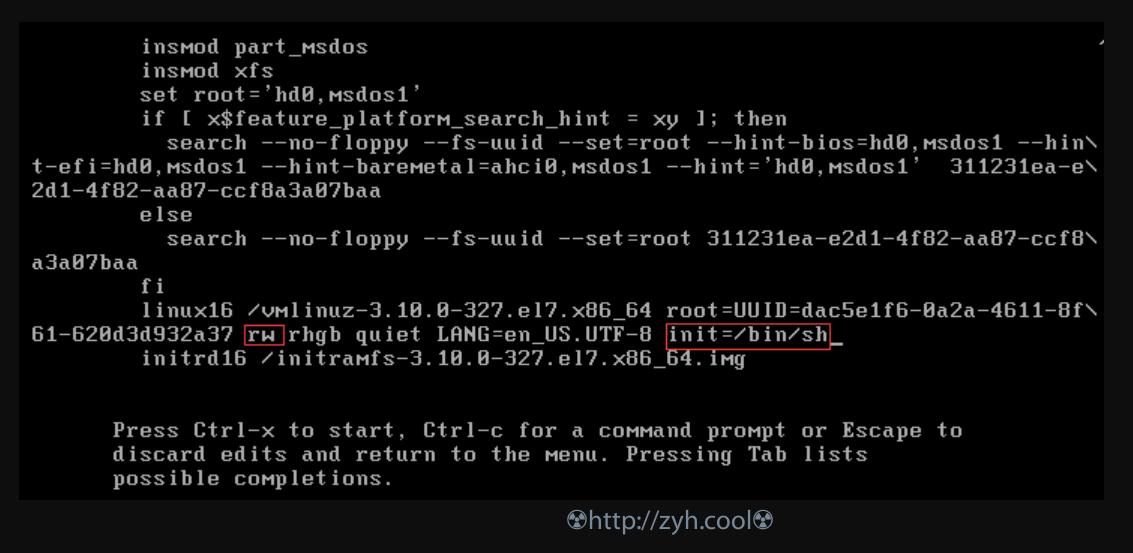 insmod part_msdos
insmod xfs
set root='hd0,msdos1'
if [ x$feature_platform_search_hint = xy ]; then
search --no-floppy --fs-uuid --set=root --hint-bios=hd0,msdos1 --hin\
t-efi=hd0,msdos1 --hint-baremetal=ahci0,msdos1 --hint='hd0,msdos1'  311231ea-e\
2d1-4f82-aa87-ccf8a3a07baa
else
search --no-floppy --fs-uuid --set=root 311231ea-e2d1-4f82-aa87-ccf8\
a3a07baa
fi
linux16 /vmlinuz-3.10.0-327.el7.x86_64 root=UUID=dac5e1f6-0a2a-4611-8f\
61-620d3d932a37 rw rhgb quiet LANG=en_US.UTF-8 init=/bin/sh_
initrd16 /initramfs-3.10.0-327.el7.x86_64.img
Press Ctrl-x to start, Ctrl-c for a command prompt or Escape to
discard edits and return to the menu. Pressing Tab lists
possible completions.
☢http://zyh.cool☢